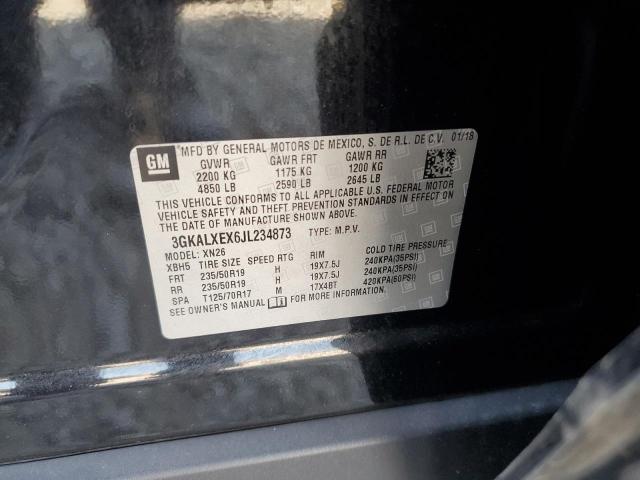 MFD BY GENERAL MOTORS DE MEXICO, S. DE R.L. DE C.V. 01/18
GM
GVWR GAWR FRT GAWR RR
2200 KG 1175 KG 1200 KG
4850 LB 2590 LB 2645 LB
THIS VEHICLE CONFORMS TO ALL APPLICABLE U.S. FEDERAL MOTOR
VEHICLE SAFETY AND THEFT PREVENTION STANDARDS IN EFFECT ON
THE DATE OF MANUFACTURE SHOWN ABOVE.
3GKALXEX6JL234873 TYPE: M.P.V.
MODEL: XN26
XBH5 TIRE SIZE SPEED RTG RIM COLD TIRE PRESSURE
FRT 235/50R19 H 19X7.5J 240KPA(35PSI)
RR 235/50R19 H 19X7.5J 240KPA(35PSI)
SPA T125/70R17 M 17X4BT 420KPA(60PSI)
SEE OWNER'S MANUAL FOR MORE INFORMATION.